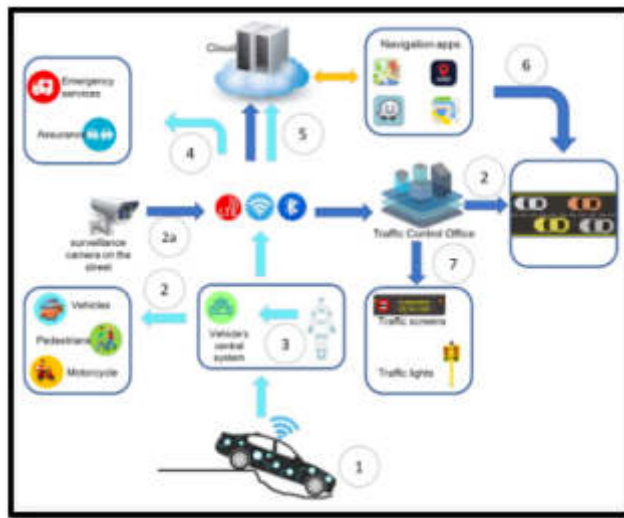 Cloud
Navigation apps
6
Emergency
services
Assurance
4
5
2
LTE
2a
surveillance
camera on the
street
Traffic Control Office
7
2
Vehicles
Pedestrians
Motorcycle
Vehicle's
central
system
3
Traffic screens
Traffic lights
1